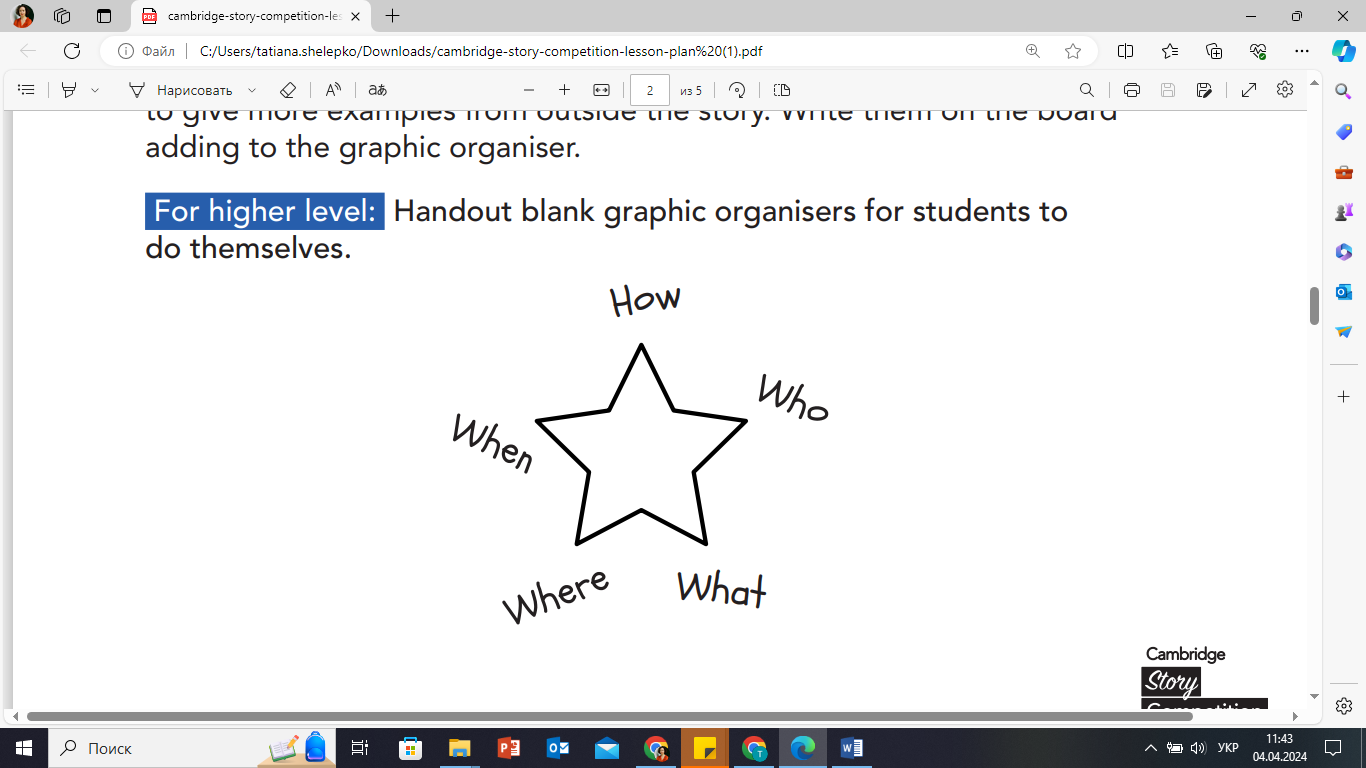 cambridge-story-competition-les
Файл
C:/Users/tatiana.shelepko/Downloads/cambridge-story-competition-lesson-plan%20(1).pdf
Нарисовать
A
aあ
2
из 5
to give more examples from outside the story. Write them on the board
adding to the graphic organiser.
For higher level: Handout blank graphic organisers for students to
do themselves.
How
Who
When
Where
What
Cambridge
Story
Competition
Поиск
УКР
11:43
04.04.2024